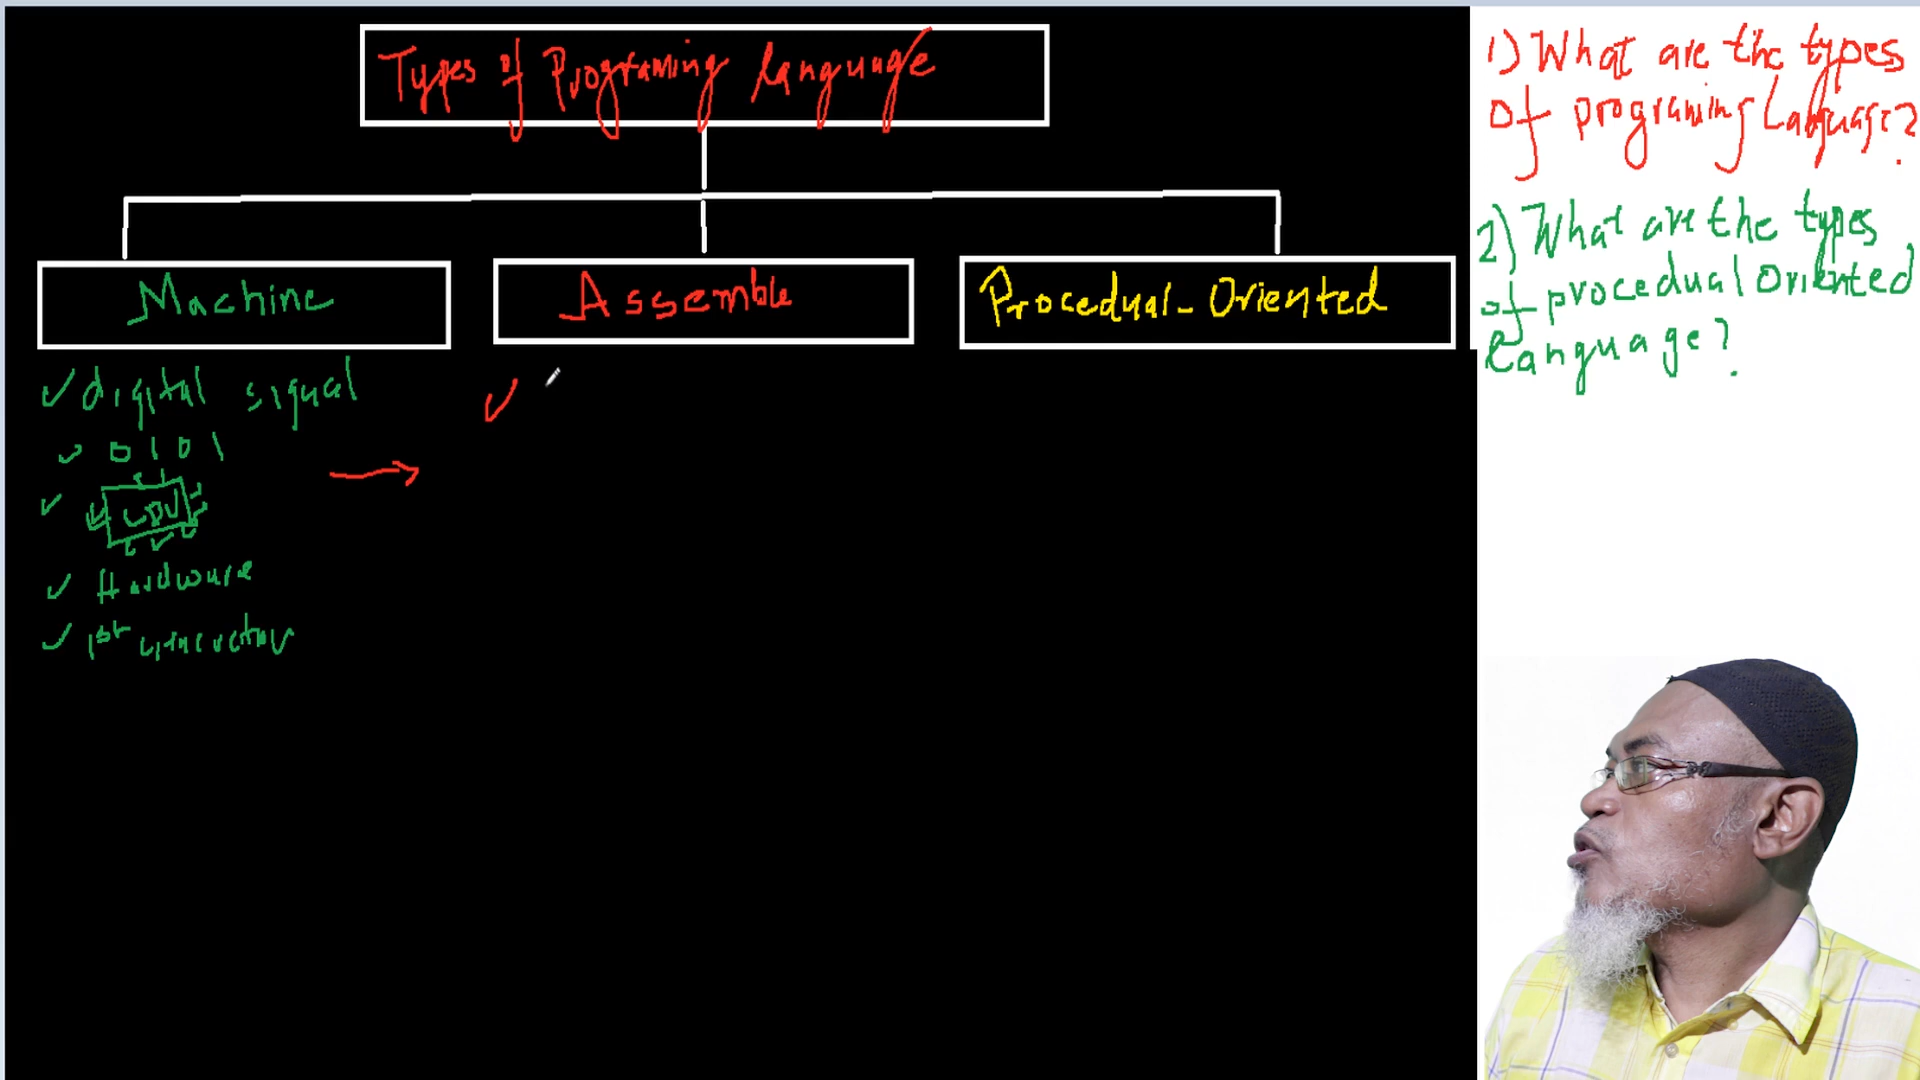 Types of Programing language
Machine
Assemble
Procedual-Oriented
✓ digital signal
✓ 0101
✓ CPU
✓ Hardware
✓ 1st
✓
1) What are the types
of programing Language?
2) What are the types
of procedual Oriented
Language?